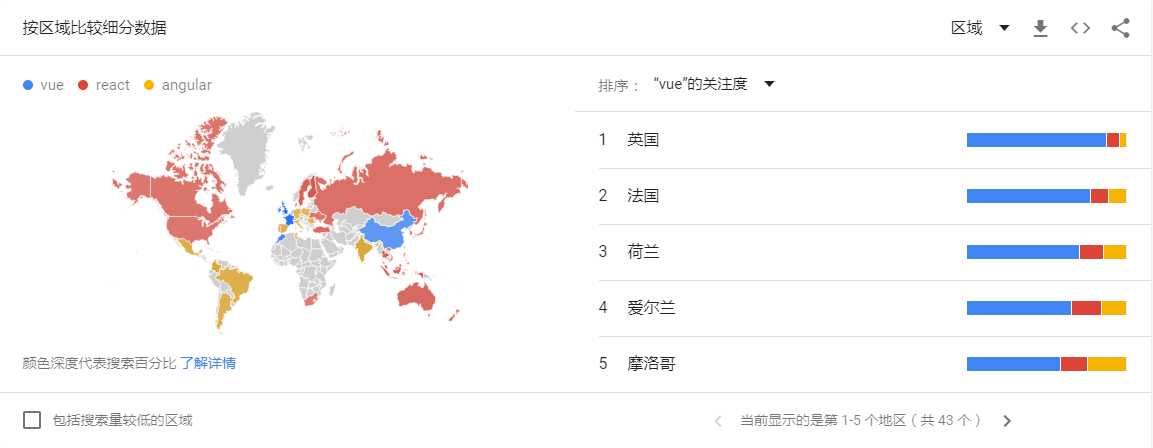 按区域比较细分数据
区域
vue react angular
排序： “vue”的关注度
1 英国
2 法国
3 荷兰
4 爱尔兰
5 摩洛哥
颜色深度代表搜索百分比 了解详情
包括搜索量较低的区域
当前显示的是第 1-5 个地区（共 43 个）